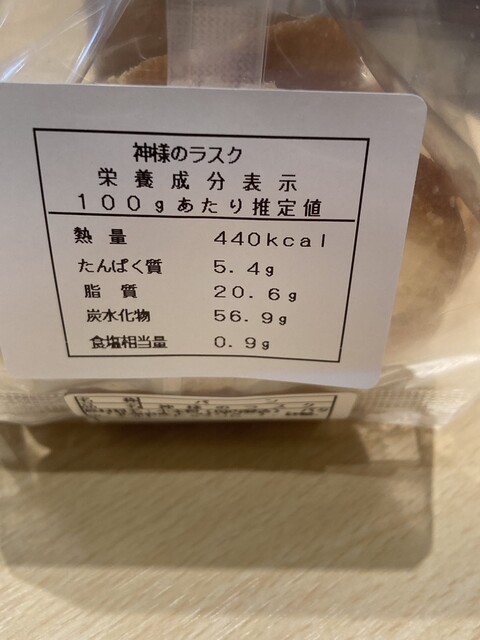 神様のラスク
栄養成分表示
100gあたり推定値
熱量 440kcal
たんぱく質 5.4g
脂質 20.6g
炭水化物 56.9g
食塩相当量 0.9g